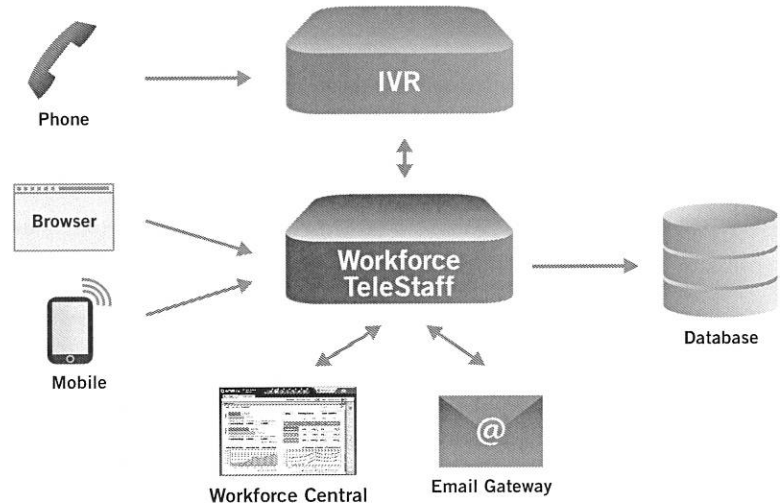 IVR
Phone
Browser
Workforce
TeleStaff
Mobile
Database
@
Workforce Central
Email Gateway